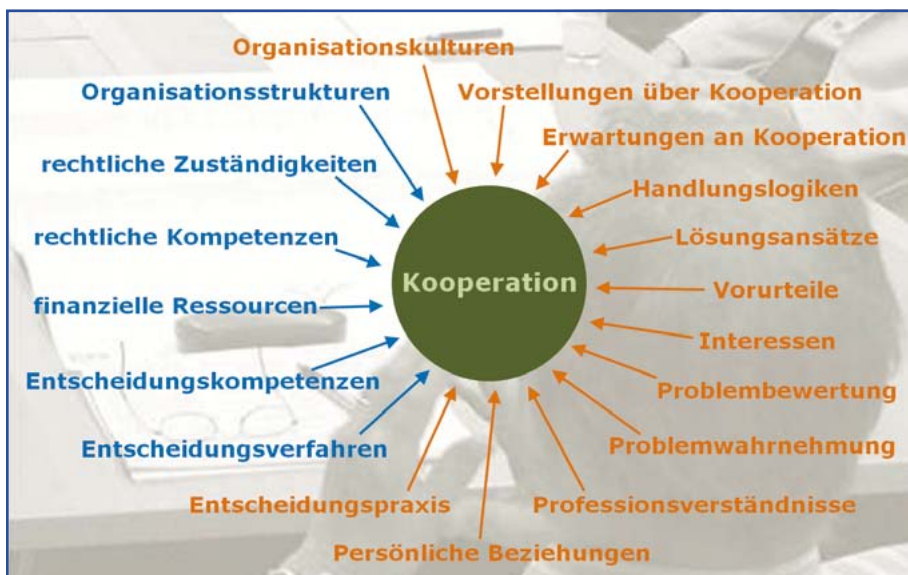 Organisationskulturen
Organisationsstrukturen
Vorstellungen über Kooperation
Erwartungen an Kooperation
rechtliche Zuständigkeiten
Handlungslogiken
rechtliche Kompetenzen
Lösungsansätze
Kooperation
Vorurteile
finanzielle Ressourcen
Interessen
Entscheidungskompetenzen
Problembewertung
Entscheidungsverfahren
Problemwahrnehmung
Entscheidungspraxis
Professionsverständnisse
Persönliche Beziehungen